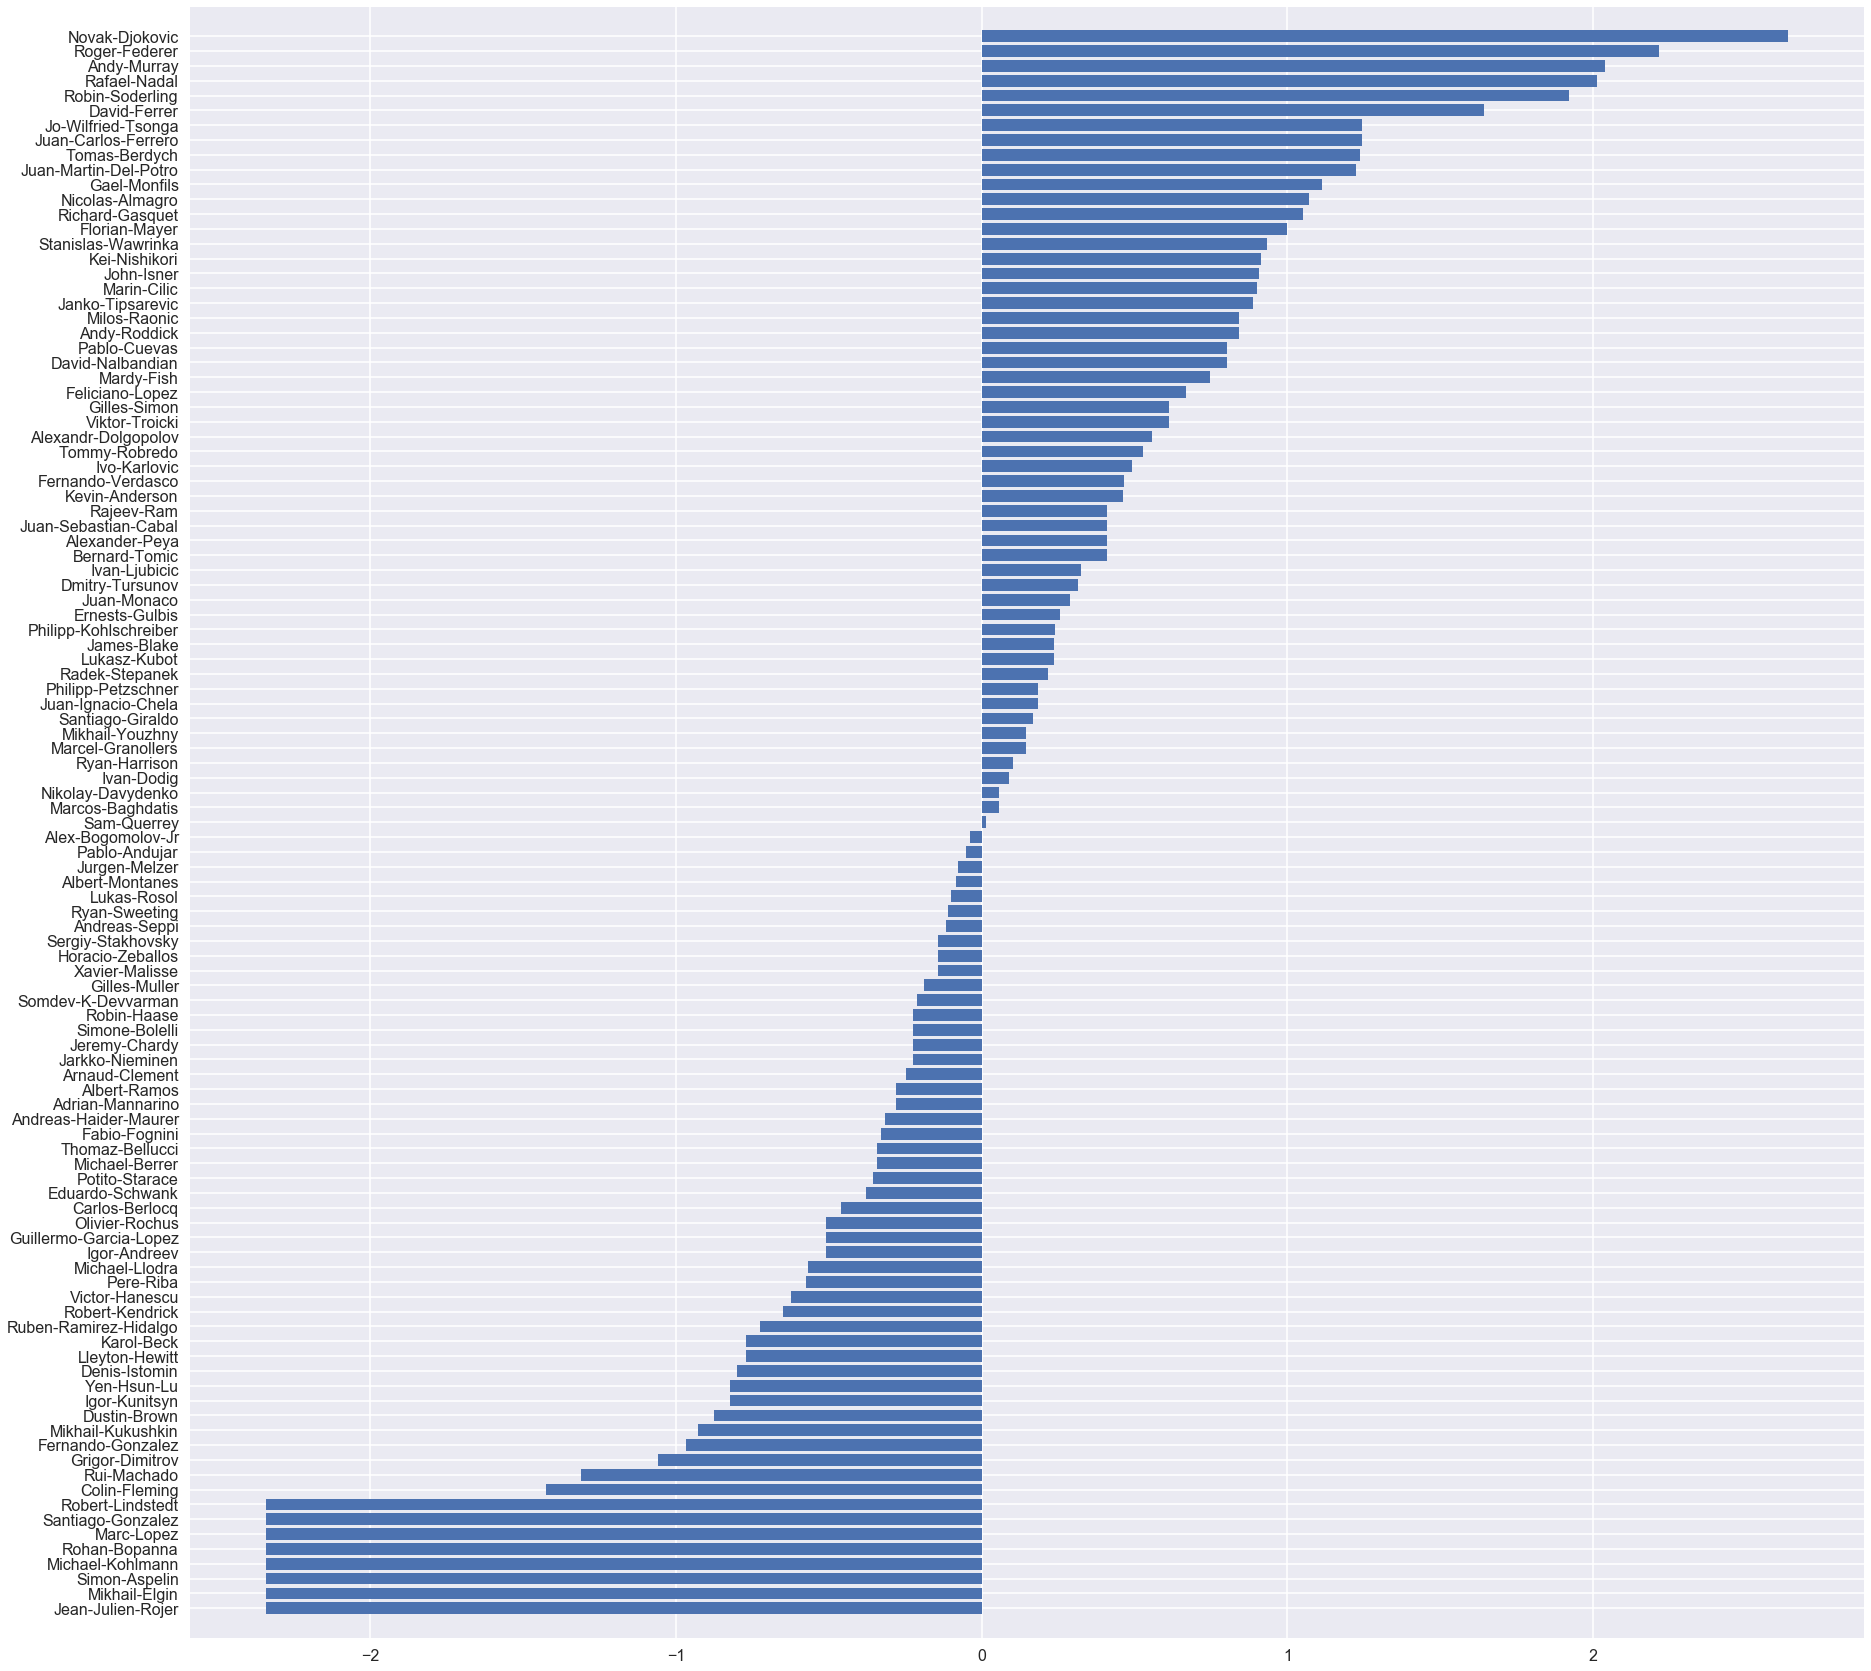 Novak-Djokovic
Roger-Federer
Andy-Murray
Rafael-Nadal
Robin-Soderling
David-Ferrer
Jo-Wilfried-Tsonga
Juan-Carlos-Ferrero
Tomas-Berdych
Juan-Martin-Del-Potro
Gael-Monfils
Nicolas-Almagro
Richard-Gasquet
Florian-Mayer
Stanislas-Wawrinka
Kei-Nishikori
John-Isner
Marin-Cilic
Janko-Tipsarevic
Milos-Raonic
Andy-Roddick
Pablo-Cuevas
David-Nalbandian
Mardy-Fish
Feliciano-Lopez
Gilles-Simon
Viktor-Troicki
Alexandr-Dolgopolov
Tommy-Robredo
Ivo-Karlovic
Fernando-Verdasco
Kevin-Anderson
Rajeev-Ram
Juan-Sebastian-Cabal
Alexander-Peya
Bernard-Tomic
Ivan-Ljubicic
Dmitry-Tursunov
Juan-Monaco
Ernests-Gulbis
Philipp-Kohlschreiber
James-Blake
Lukasz-Kubot
Radek-Stepanek
Philipp-Petzschner
Juan-Ignacio-Chela
Santiago-Giraldo
Mikhail-Youzhny
Marcel-Granollers
Ryan-Harrison
Ivan-Dodig
Nikolay-Davydenko
Marcos-Baghdatis
Sam-Querrey
Alex-Bogomolov-Jr
Pablo-Andujar
Jurgen-Melzer
Albert-Montanes
Lukas-Rosol
Ryan-Sweeting
Andreas-Seppi
Sergiy-Stakhovsky
Horacio-Zeballos
Xavier-Malisse
Gilles-Muller
Somdev-K-Devvarman
Robin-Haase
Simone-Bolelli
Jeremy-Chardy
Jarkko-Nieminen
Arnaud-Clement
Albert-Ramos
Adrian-Mannarino
Andreas-Haider-Maurer
Fabio-Fognini
Thomaz-Bellucci
Michael-Berrer
Potito-Starace
Eduardo-Schwank
Carlos-Berlocq
Olivier-Rochus
Guillermo-Garcia-Lopez
Igor-Andreev
Michael-Llodra
Pere-Riba
Victor-Hanescu
Robert-Kendrick
Ruben-Ramirez-Hidalgo
Karol-Beck
Lleyton-Hewitt
Denis-Istomin
Yen-Hsun-Lu
Igor-Kunitsyn
Dustin-Brown
Mikhail-Kukushkin
Fernando-Gonzalez
Grigor-Dimitrov
Rui-Machado
Colin-Fleming
Robert-Lindstedt
Santiago-Gonzalez
Marc-Lopez
Rohan-Bopanna
Michael-Kohlmann
Simon-Aspelin
Mikhail-Elgin
Jean-Julien-Rojer
−2 −1 0 1 2